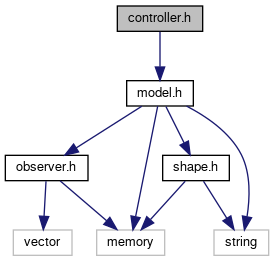 controller.h
model.h
observer.h
shape.h
vector
memory
string